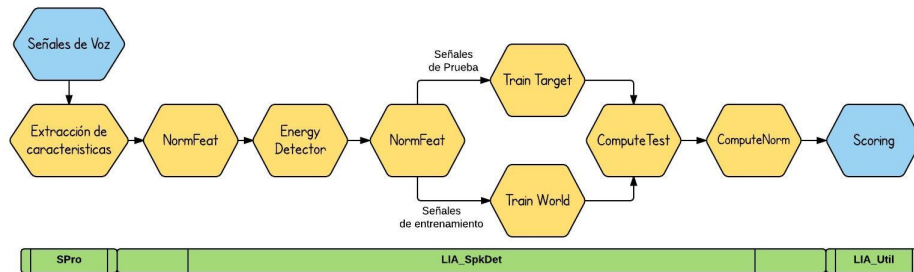 Señales de Voz
Extracción de
caracteristicas
NormFeat
Energy
Detector
NormFeat
Señales
de Prueba
Train Target
Señales
de entrenamiento
Train World
ComputeTest
ComputeNorm
Scoring
SPro
LIA_SpkDet
LIA_Util